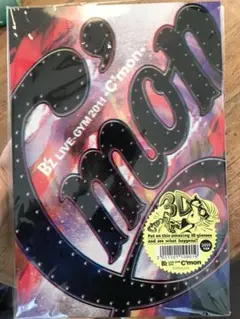 B'z LIVE-GYM 2011 -C'mon-
C'mon
3D
Put on this amazing 3D glasses
and see what happens!
B'z C'mon